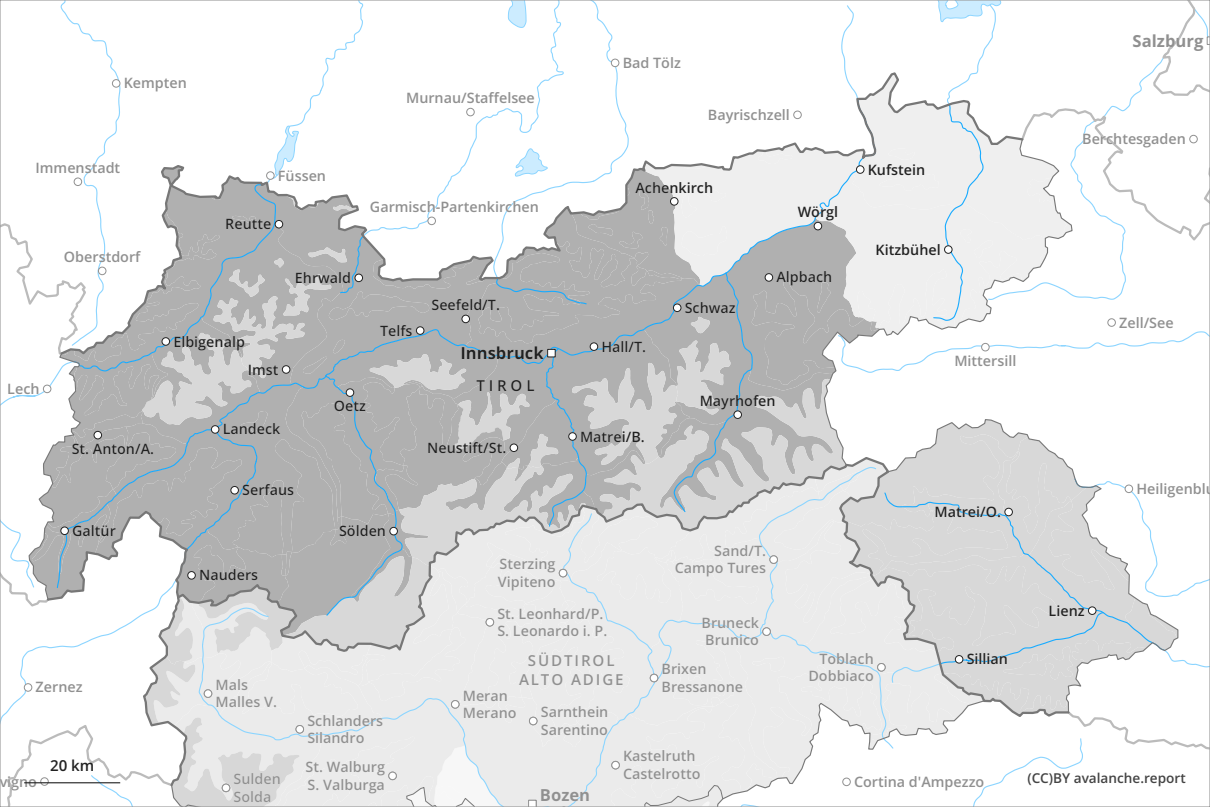 Salzburg
Bad Tölz
Kempten
Murnau/Staffelsee
Bayrischzell
Berchtesgaden
Immenstadt
Füssen
Kufstein
Achenkirch
Garmisch-Partenkirchen
Wörgl
Reutte
Kitzbühel
Oberstdorf
Ehrwald
Alpbach
Seefeld/T.
Schwaz
Zell/See
Telfs
Elbigenalp
Innsbruck
Hall/T.
Mittersill
Imst
TIROL
Lech
Oetz
Mayrhofen
Landeck
Matrei/B.
St. Anton/A.
Neustift/St.
Serfaus
Heiligenblu
Matrei/O.
Galtür
Sölden
Sand/T.
Campo Tures
Sterzing
Vipiteno
Nauders
Lienz
St. Leonhard/P.
S. Leonardo i. P.
Bruneck
Brunico
SÜDTIROL
ALTO ADIGE
Toblach
Dobbiaco
Sillian
Brixen
Bressanone
Zernez
Mals
Malles V.
Meran
Merano
Sarnthein
Sarentino
Schlanders
Silandro
Kastelruth
Castelrotto
20 km
St. Walburg
S. Valburga
Sulden
Solda
vigno
Cortina d'Ampezzo
(CC)BY avalanche.report
Bozen